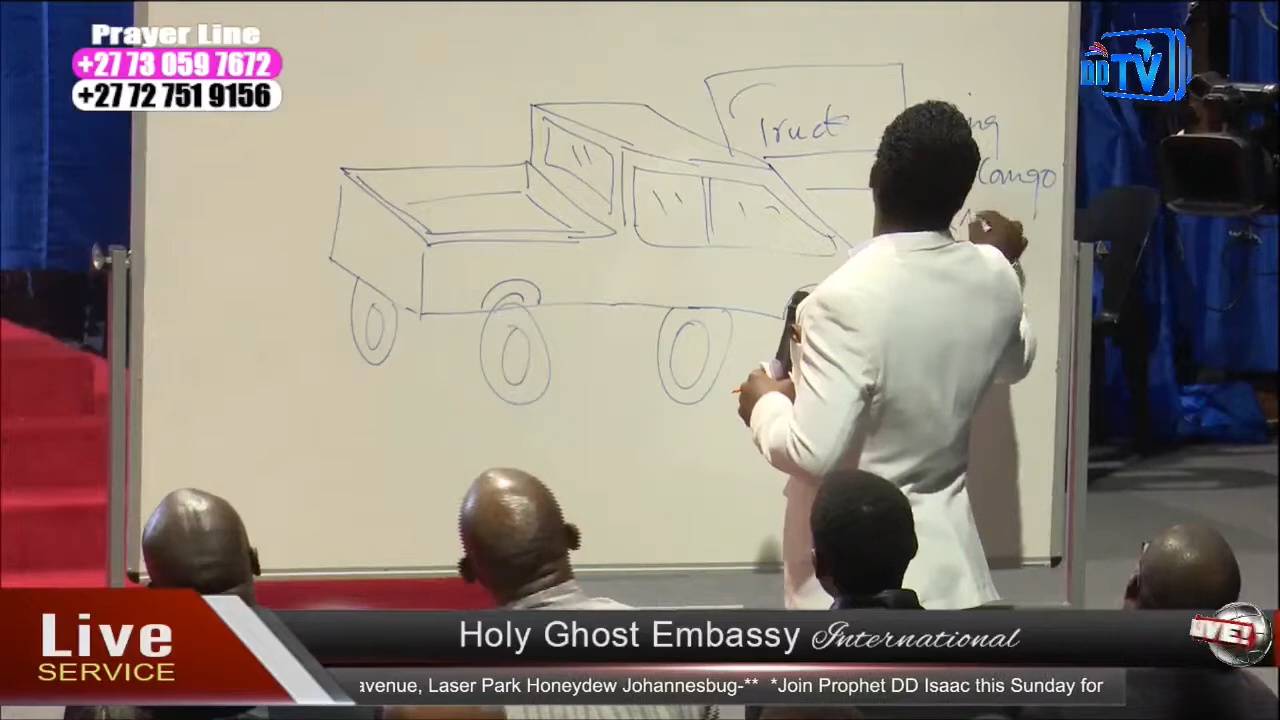 Prayer Line
+27 73 059 7672
+27 72 751 9156
DDTV
Truck
Congo
Live
SERVICE
Holy Ghost Embassy International
LIVE!
avenue, Laser Park Honeydew Johannesbug-** *Join Prophet DD Isaac this Sunday for